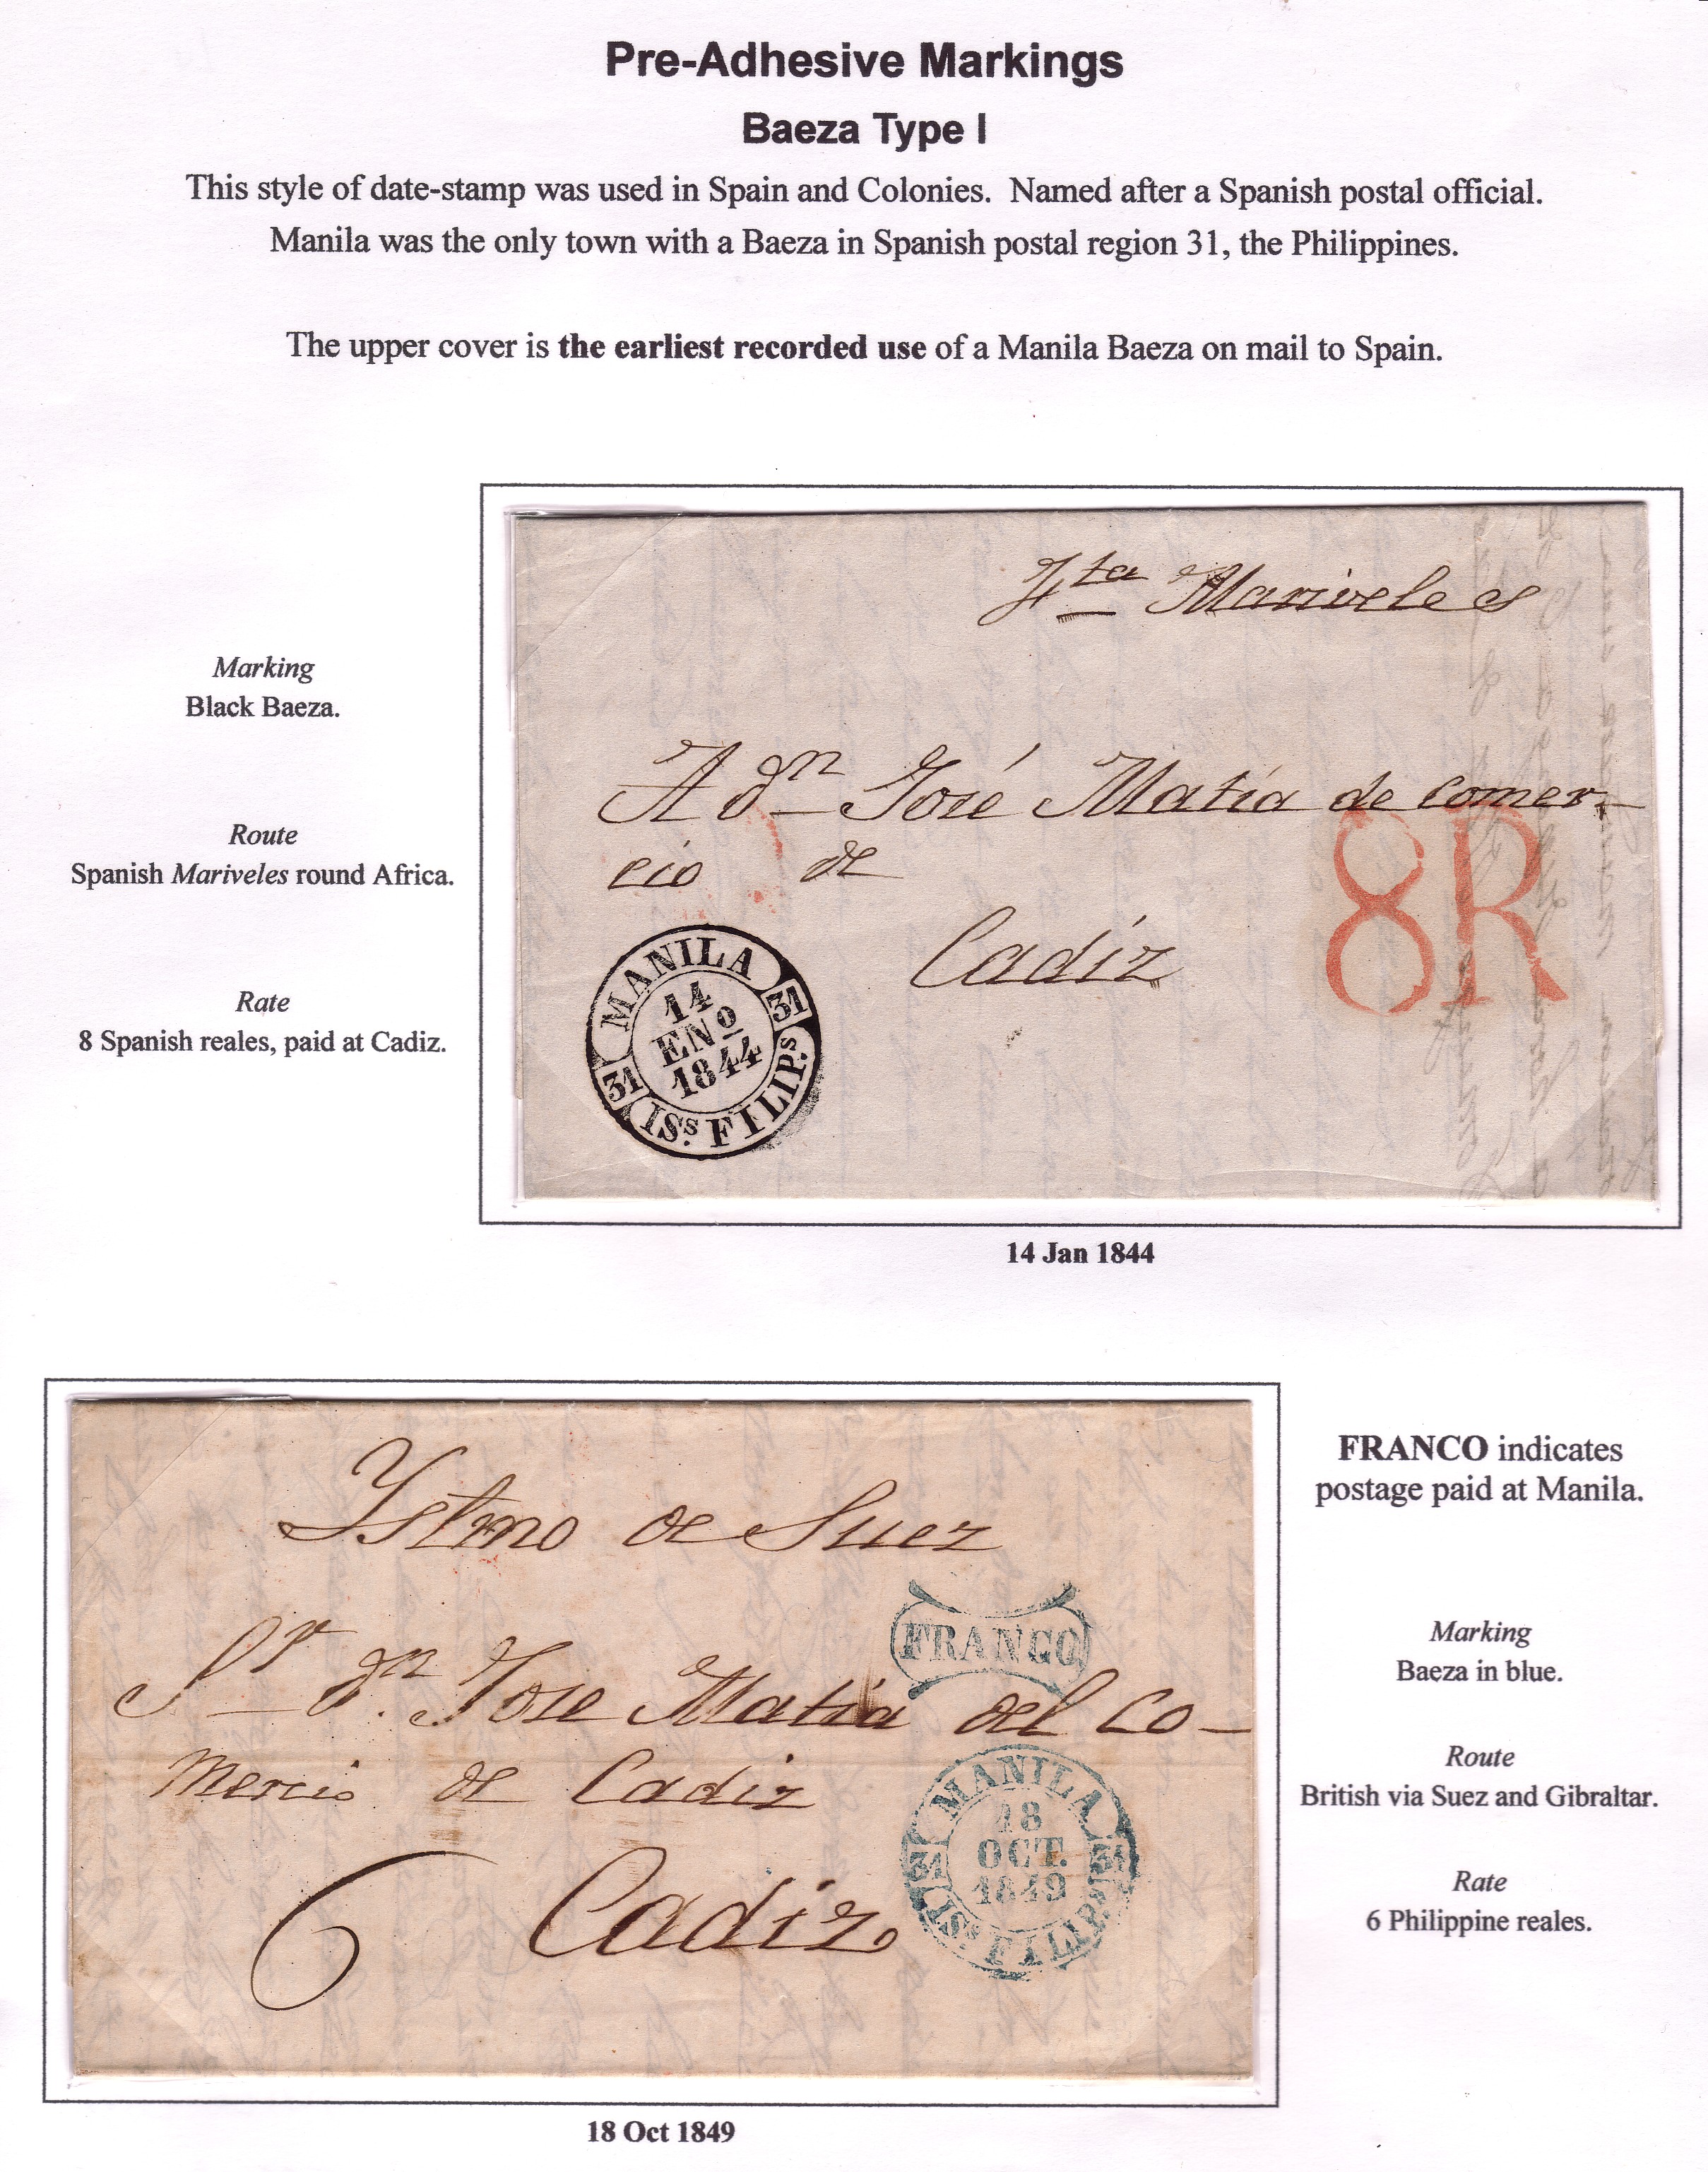 Pre-Adhesive Markings
Baeza Type I
This style of date-stamp was used in Spain and Colonies.  Named after a Spanish postal official.
Manila was the only town with a Baeza in Spanish postal region 31, the Philippines.
The upper cover is the earliest recorded use of a Manila Baeza on mail to Spain.
Marking
Black Baeza.
Route
Spanish Mariveles round Africa.
Rate
8 Spanish reales, paid at Cadiz.
Mariveles
A dn José Matía de comer-
cio de
Cadiz
8R
MANILA
31
14
ENO
1844
31
ISs. FILIP.s
14 Jan 1844
Ystmo de Suez
FRANCO
Sr dn. Jose Matia del Co-
mercio de Cadiz
6 Cadiz
MANILA
31
18
OCT.
1849
31
ISs. FILIP.s
18 Oct 1849
FRANCO indicates
postage paid at Manila.
Marking
Baeza in blue.
Route
British via Suez and Gibraltar.
Rate
6 Philippine reales.